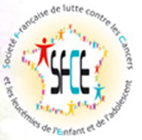 Société Française de lutte contre les Cancers
et les leucémies de l'Enfant et de l'adolescent
SFCE